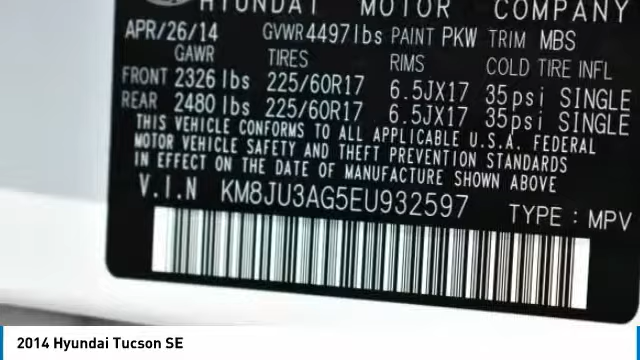 HYUNDAI MOTOR COMPANY
APR/26/14 GVWR 4497lbs PAINT PKW TRIM MBS
GAWR TIRES RIMS COLD TIRE INFL
FRONT 2326 lbs 225/60R17 6.5JX17 35psi SINGLE
REAR 2480 lbs 225/60R17 6.5JX17 35psi SINGLE
THIS VEHICLE CONFORMS TO ALL APPLICABLE U.S.A. FEDERAL
MOTOR VEHICLE SAFETY AND THEFT PREVENTION STANDARDS
IN EFFECT ON THE DATE OF MANUFACTURE SHOWN ABOVE
V.I.N KM8JU3AG5EU932597 TYPE : MPV
2014 Hyundai Tucson SE